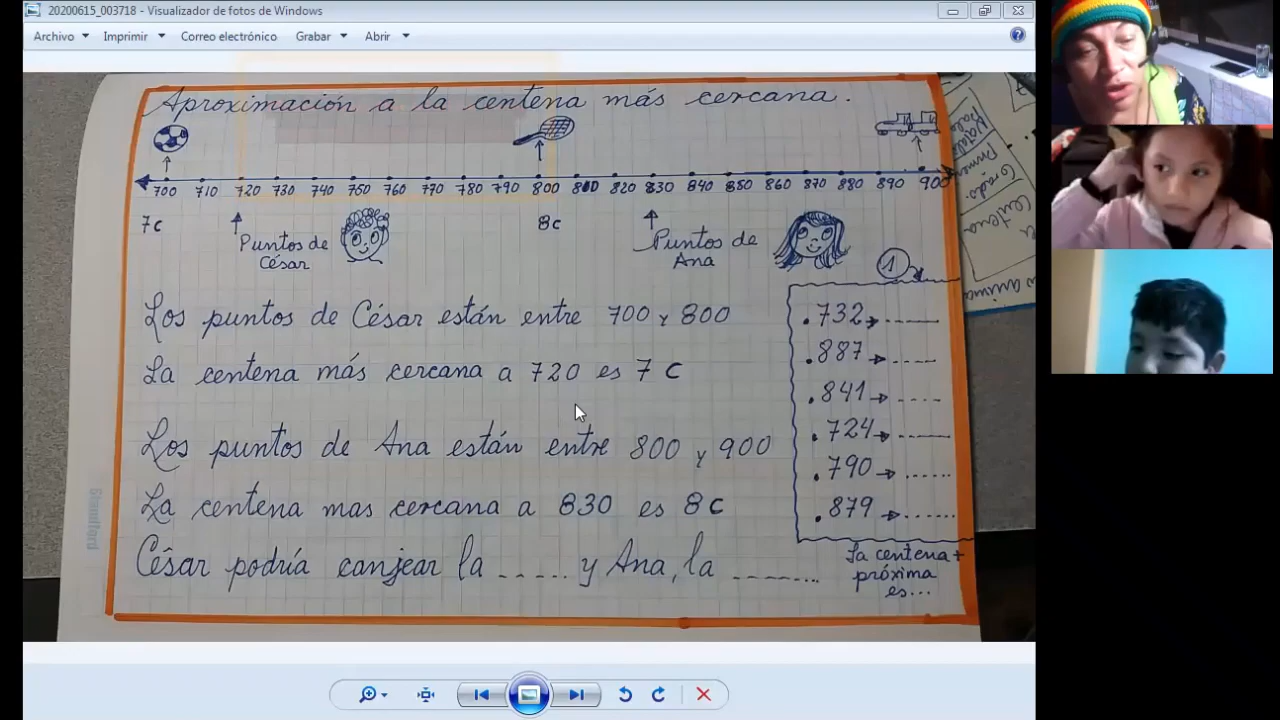 20200615_003718 - Visualizador de fotos de Windows
Archivo Imprimir Correo electrónico Grabar Abrir
Aproximación a la centena más cercana.
700 710 720 730 740 750 760 770 780 790 800 810 820 830 840 850 860 870 880 890 900
7c 8c
Puntos de
César
Puntos de
Ana
1
Los puntos de César están entre 700 y 800
La centena más cercana a 720 es 7 C
Los puntos de Ana están entre 800 y 900
La centena mas cercana a 830 es 8 C
César podría canjear la ..... y Ana, la .......
.732→ ......
.887→ .....
.841→ ....
.724→ .....
.790→ ......
.879→ ......
La centena +
próxima
es...
Standford